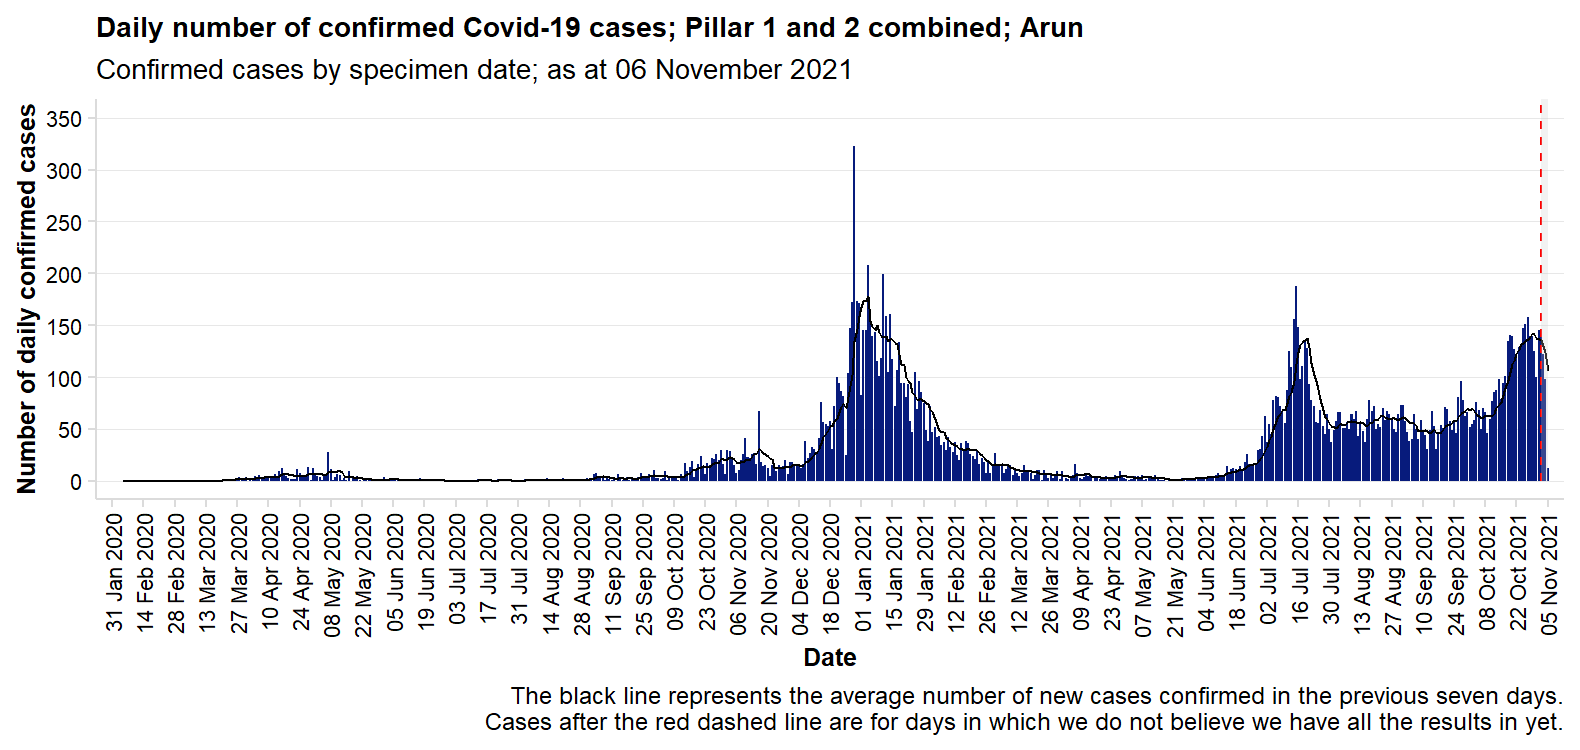 Daily number of confirmed Covid-19 cases; Pillar 1 and 2 combined; Arun
Confirmed cases by specimen date; as at 06 November 2021
Number of daily confirmed cases
350
300
250
200
150
100
50
0
31 Jan 2020
14 Feb 2020
28 Feb 2020
13 Mar 2020
27 Mar 2020
10 Apr 2020
24 Apr 2020
08 May 2020
22 May 2020
05 Jun 2020
19 Jun 2020
03 Jul 2020
17 Jul 2020
31 Jul 2020
14 Aug 2020
28 Aug 2020
11 Sep 2020
25 Sep 2020
09 Oct 2020
23 Oct 2020
06 Nov 2020
20 Nov 2020
04 Dec 2020
18 Dec 2020
01 Jan 2021
15 Jan 2021
29 Jan 2021
12 Feb 2021
26 Feb 2021
12 Mar 2021
26 Mar 2021
09 Apr 2021
23 Apr 2021
07 May 2021
21 May 2021
04 Jun 2021
18 Jun 2021
02 Jul 2021
16 Jul 2021
30 Jul 2021
13 Aug 2021
27 Aug 2021
10 Sep 2021
24 Sep 2021
08 Oct 2021
22 Oct 2021
05 Nov 2021
Date
The black line represents the average number of new cases confirmed in the previous seven days.
Cases after the red dashed line are for days in which we do not believe we have all the results in yet.